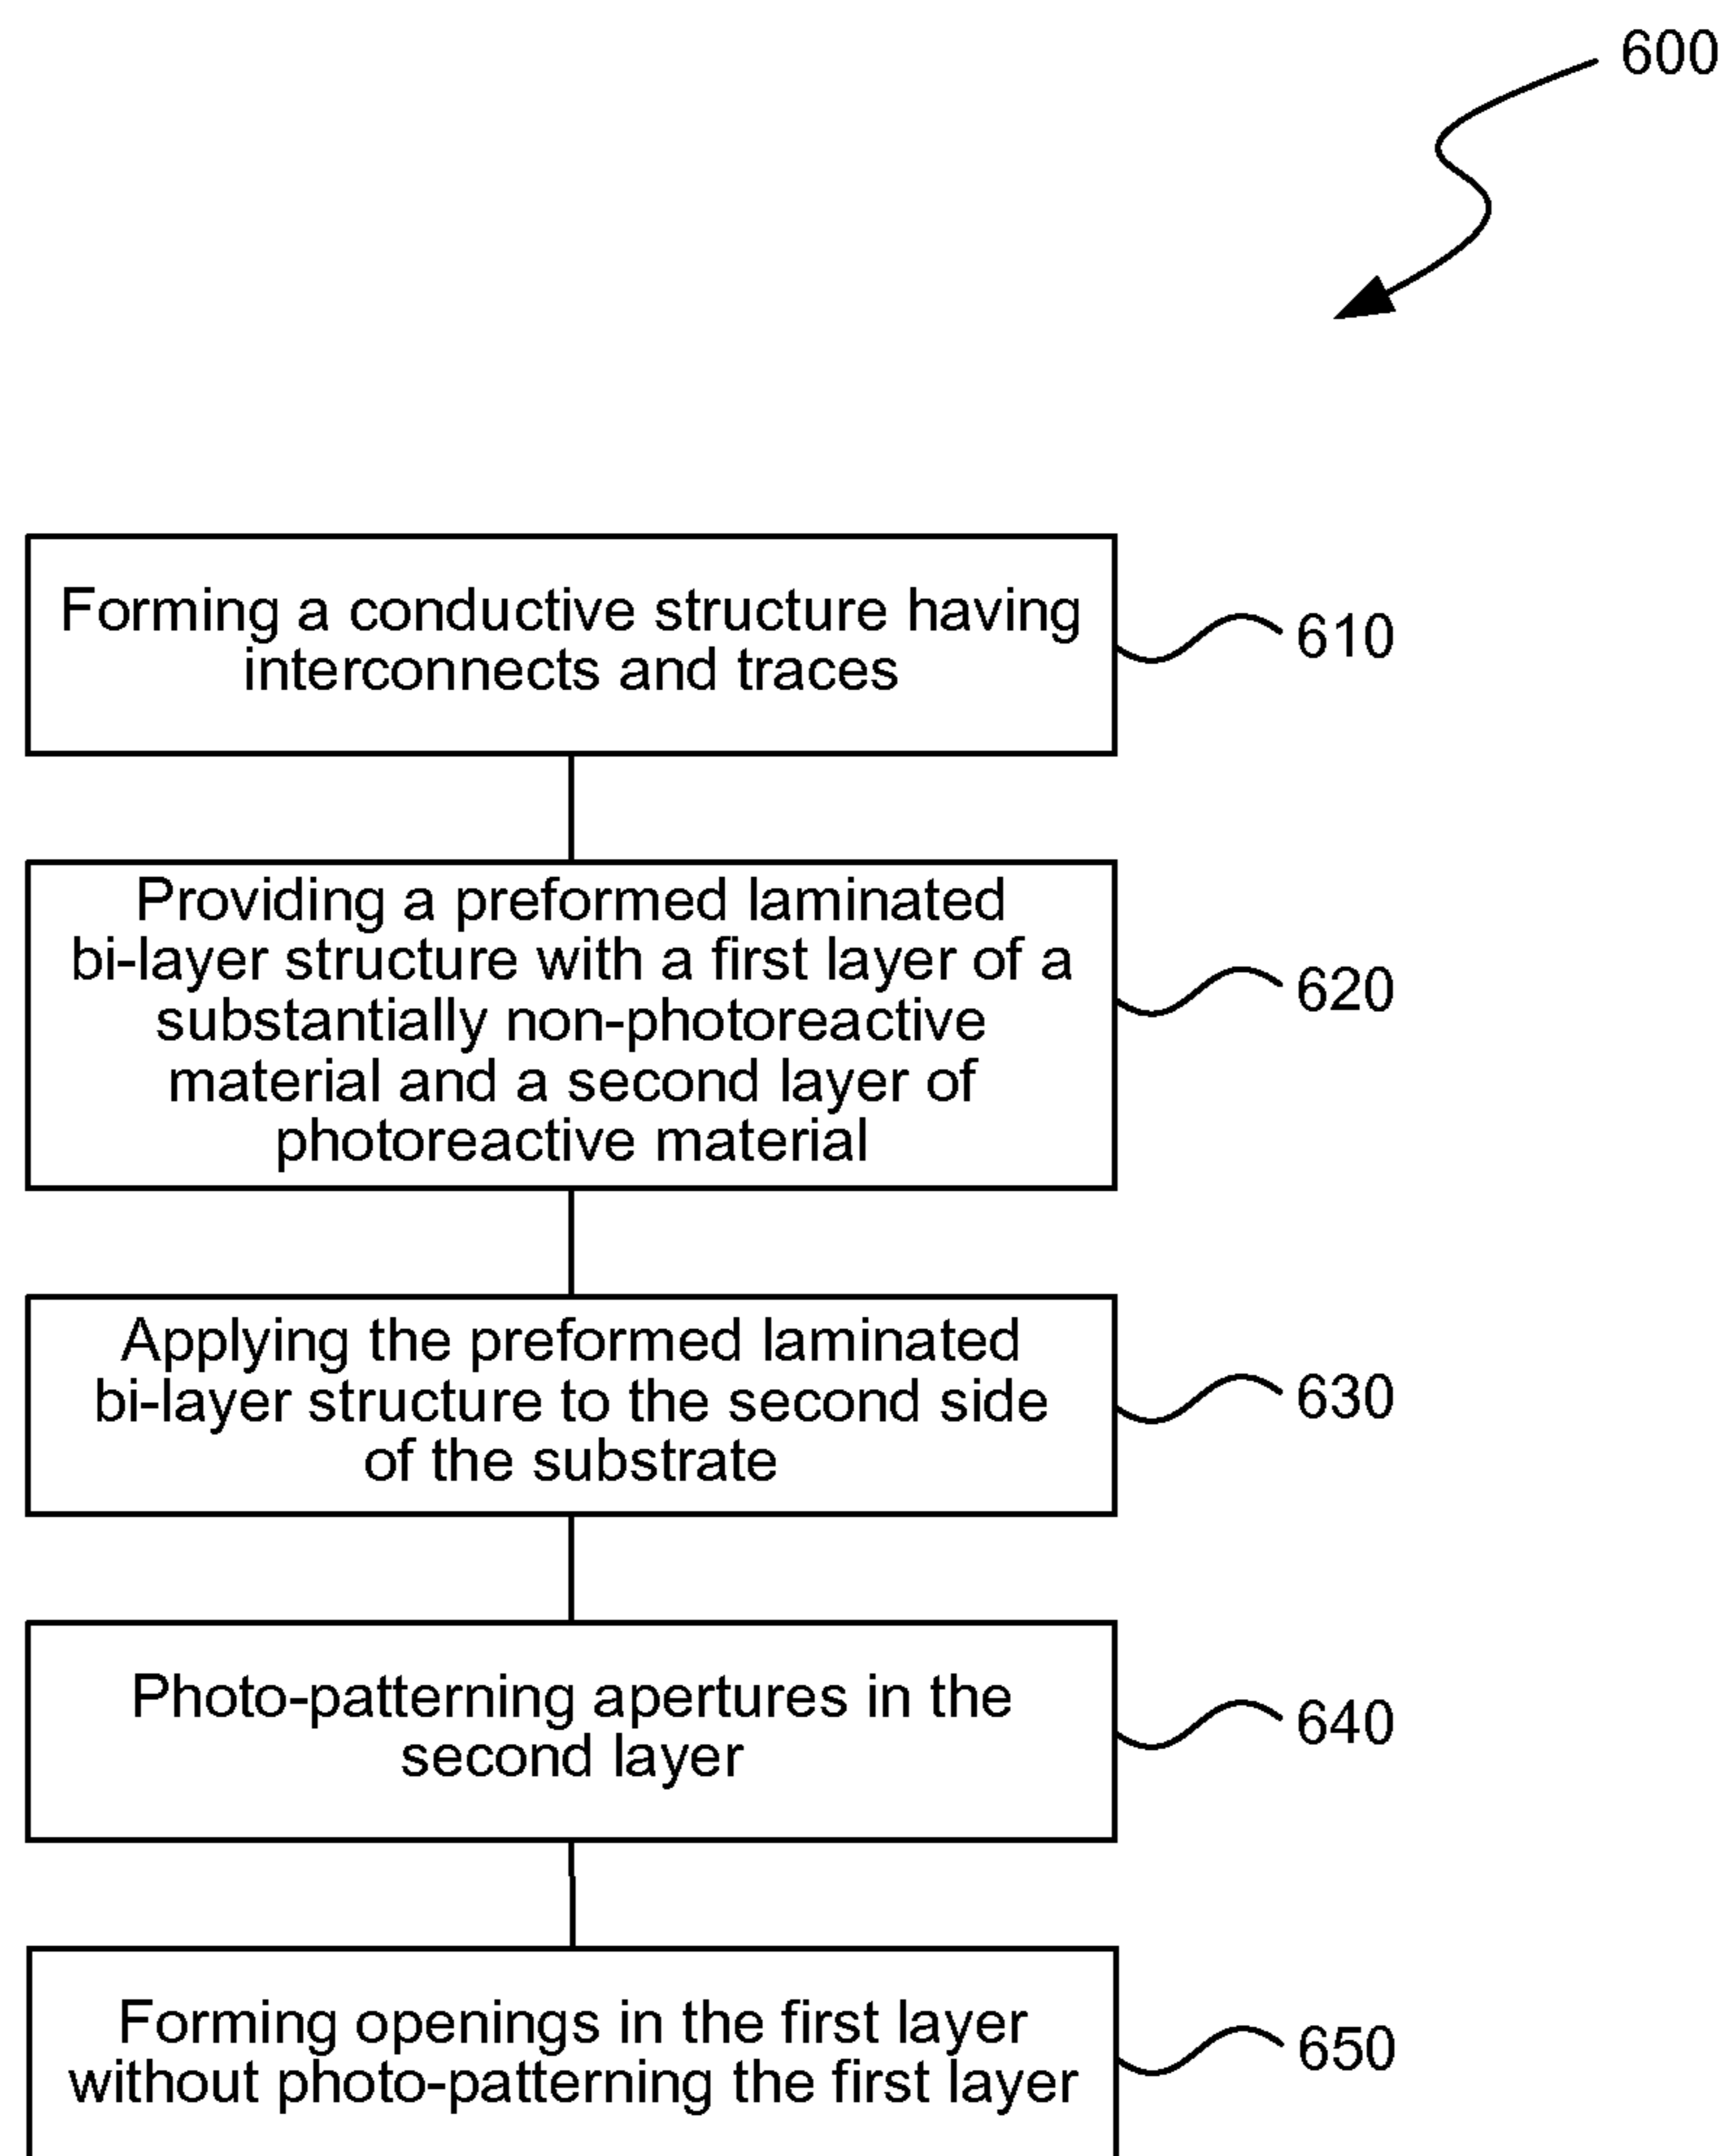 600
Forming a conductive structure having
interconnects and traces
610
Providing a preformed laminated
bi-layer structure with a first layer of a
substantially non-photoreactive
material and a second layer of
photoreactive material
620
Applying the preformed laminated
bi-layer structure to the second side
of the substrate
630
Photo-patterning apertures in the
second layer
640
Forming openings in the first layer
without photo-patterning the first layer
650